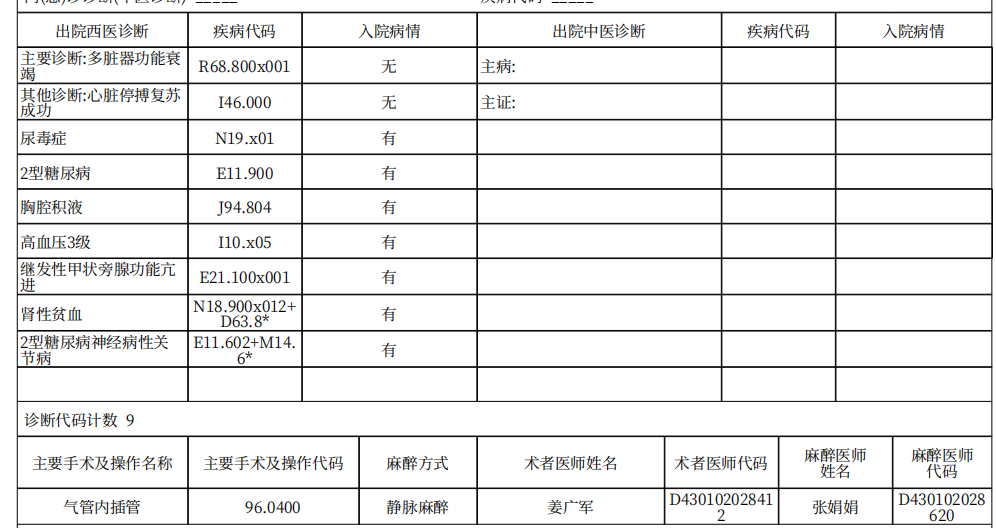 出院西医诊断 疾病代码 入院病情 出院中医诊断 疾病代码 入院病情
主要诊断:多脏器功能衰
竭 R68.800x001 无 主病:
其他诊断:心脏停搏复苏
成功 I46.000 无 主证:
尿毒症 N19.x01 有
2型糖尿病 E11.900 有
胸腔积液 J94.804 有
高血压3级 I10.x05 有
继发性甲状旁腺功能亢
进 E21.100x001 有
肾性贫血 N18.900x012+
D63.8* 有
2型糖尿病神经病性关
节病 E11.602+M14.
6* 有
诊断代码计数 9
主要手术及操作名称 主要手术及操作代码 麻醉方式 术者医师姓名 术者医师代码 麻醉医师
姓名 麻醉医师
代码
气管内插管 96.0400 静脉麻醉 姜广军 D43010202841
2 张娟娟 D430102028
620